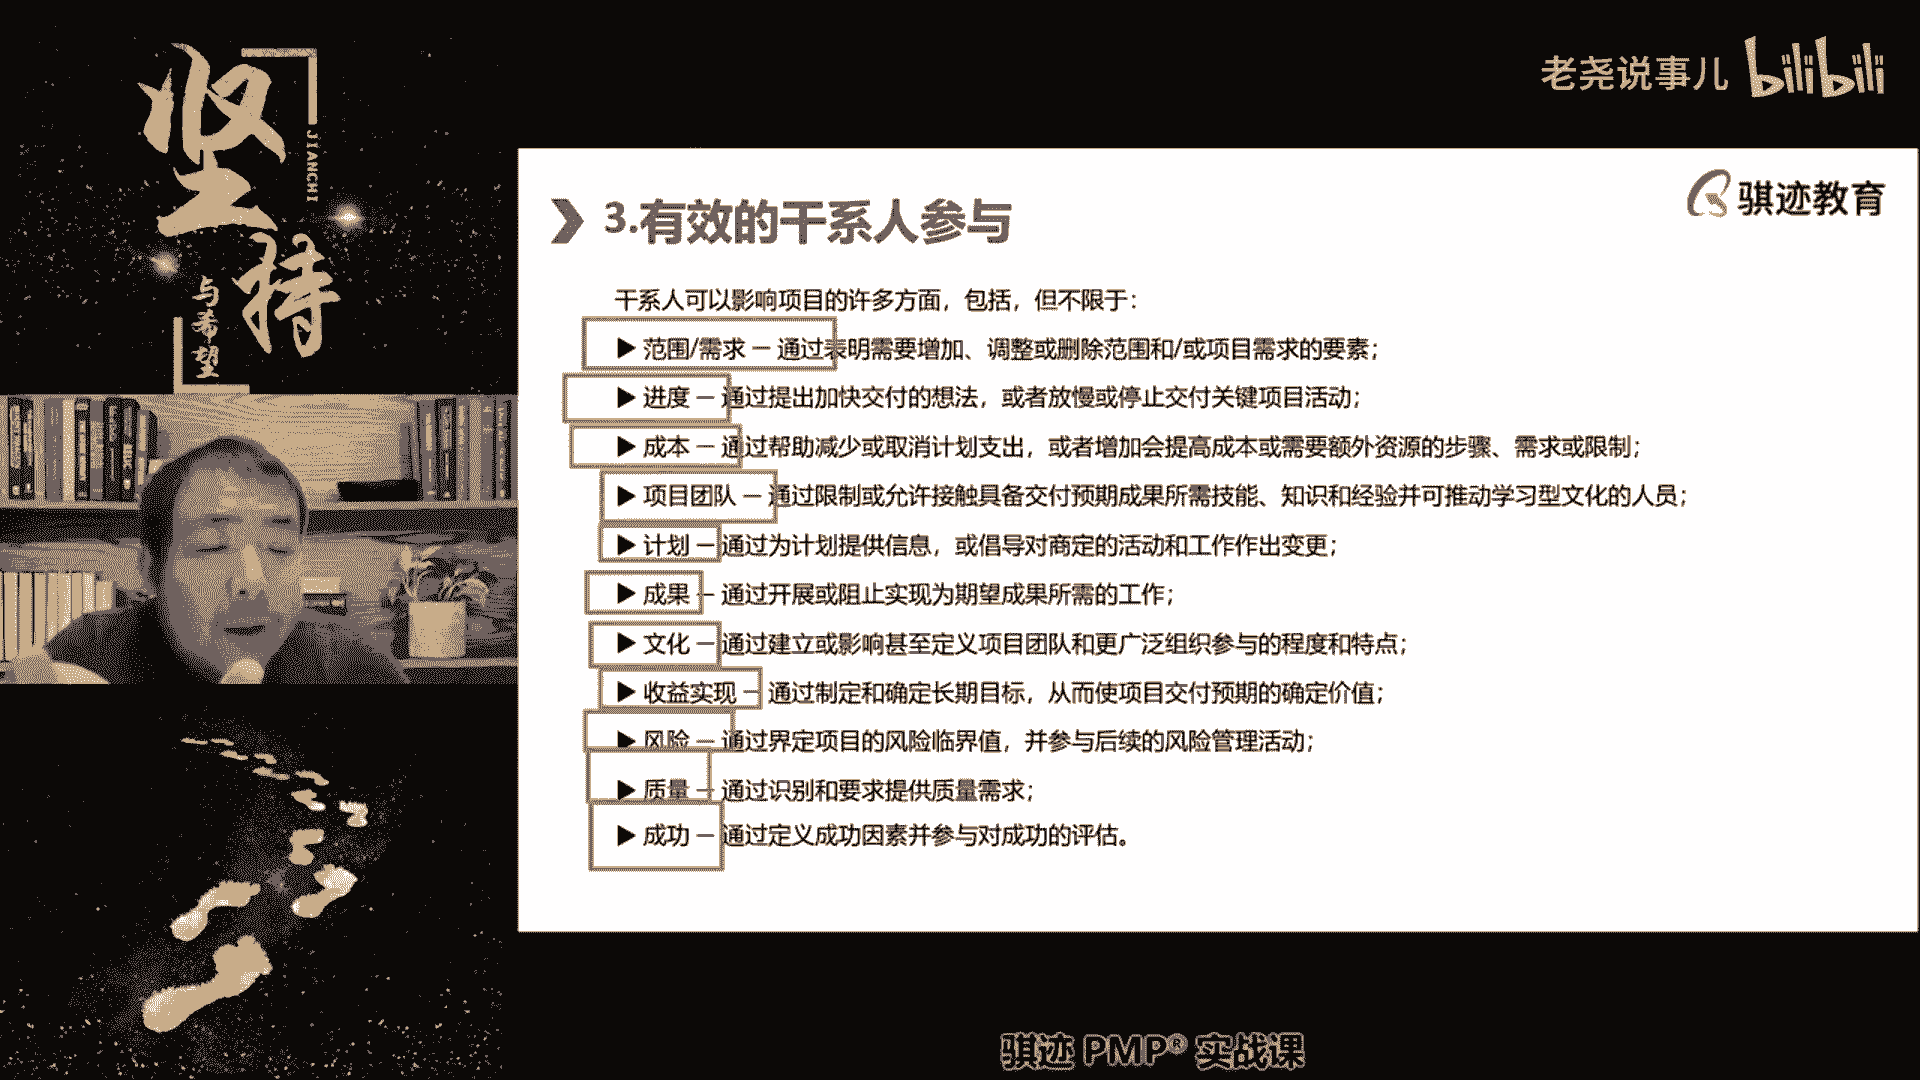 坚持
JIANCHI
与希望
老尧说事儿 bilibili
骐迹教育
3.有效的干系人参与
干系人可以影响项目的许多方面，包括，但不限于：
▶ 范围/需求 — 通过表明需要增加、调整或删除范围和/或项目需求的要素；
▶ 进度 — 通过提出加快交付的想法，或者放慢或停止交付关键项目活动；
▶ 成本 — 通过帮助减少或取消计划支出，或者增加会提高成本或需要额外资源的步骤、需求或限制；
▶ 项目团队 — 通过限制或允许接触具备交付预期成果所需技能、知识和经验并可推动学习型文化的人员；
▶ 计划 — 通过为计划提供信息，或倡导对商定的活动和工作作出变更；
▶ 成果 — 通过开展或阻止实现为期望成果所需的工作；
▶ 文化 — 通过建立或影响甚至定义项目团队和更广泛组织参与的程度和特点；
▶ 收益实现 — 通过制定和确定长期目标，从而使项目交付预期的确定价值；
▶ 风险 — 通过界定项目的风险临界值，并参与后续的风险管理活动；
▶ 质量 — 通过识别和要求提供质量需求；
▶ 成功 — 通过定义成功因素并参与对成功的评估。
骐迹 PMP® 实战课